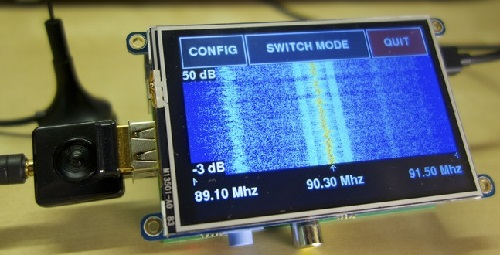 CONFIG SWITCH MODE QUIT
50 dB
-3 dB
89.10 Mhz 90.30 Mhz 91.50 Mhz